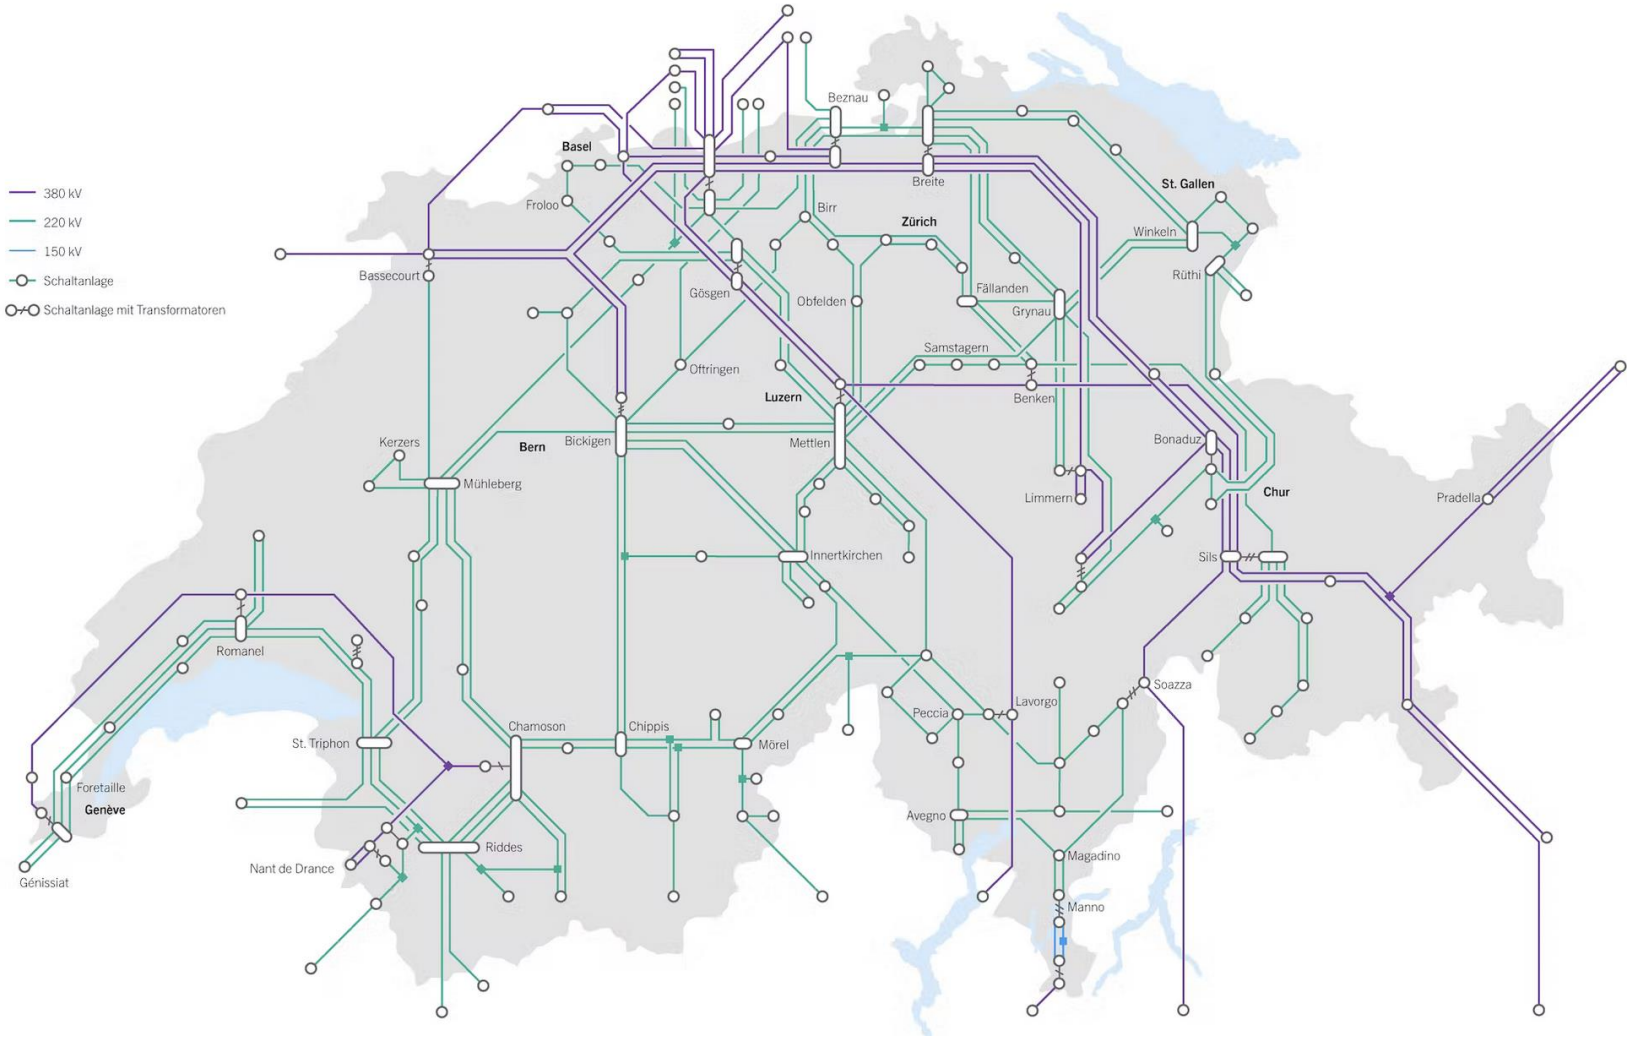 Beznau
Basel
Breite
St. Gallen
380 kV
Froloo
Birr
Zürich
220 kV
Winkeln
150 kV
Bassecourt
Rüthi
Schaltanlage
Gösgen
Fällanden
Obfelden
Grynau
Schaltanlage mit Transformatoren
Samstagern
Oftringen
Luzern
Benken
Kerzers
Bern
Bickigen
Mettlen
Bonaduz
Mühleberg
Chur
Limmern
Pradella
Innertkirchen
Sils
Romanel
Soazza
Lavorgo
Peccia
Chamoson
Chippis
St. Triphon
Mörel
Foretaille
Genève
Avegno
Riddes
Magadino
Nant de Drance
Génissiat
Manno